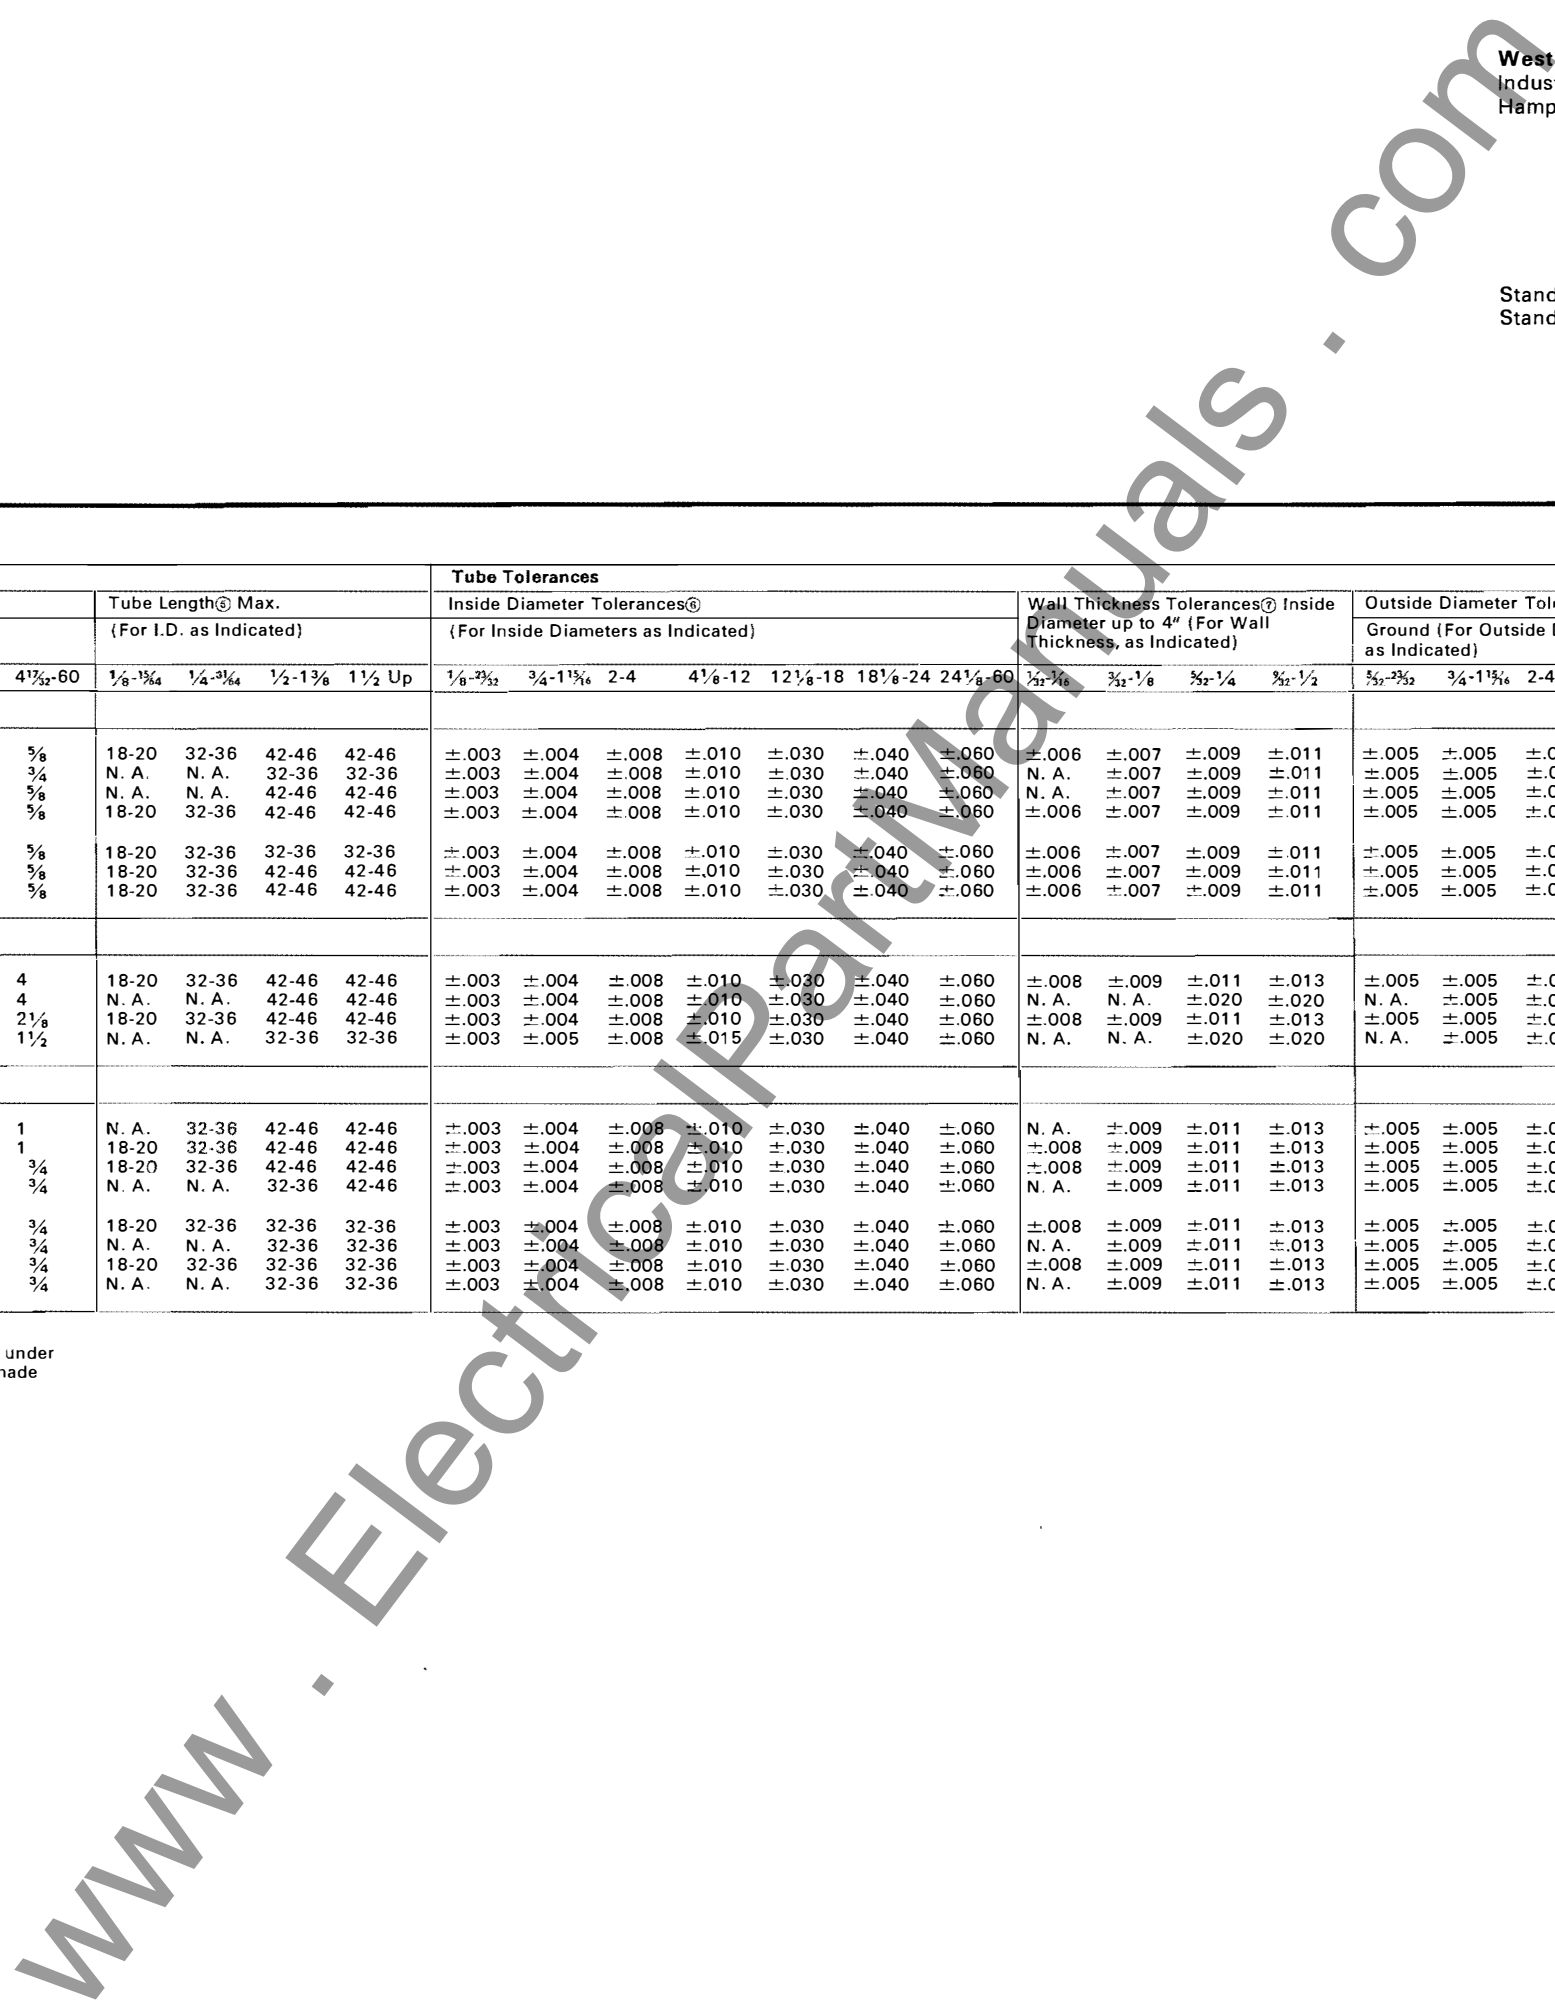 West
Indus
Hamp
Stand
Stand
Tube Tolerances
Tube Length⑤ Max. Inside Diameter Tolerances⑥ Wall Thickness Tolerances⑦ Inside Diameter up to 4" (For Wall Thickness, as Indicated) Outside Diameter Tol
(For I.D. as Indicated) (For Inside Diameters as Indicated) Ground (For Outside
as Indicated)
4¹⁷⁄₃₂-60 ⅛-¹⁵⁄₆₄ ¼-³¹⁄₆₄ ½-1⅜ 1½ Up ⅛-²³⁄₃₂ ¾-1¹⁵⁄₁₆ 2-4 4⅛-12 12⅛-18 18⅛-24 24⅛-60 ¹⁄₃₂-¹⁄₁₆ ³⁄₃₂-⅛ ⁵⁄₃₂-¼ ⁹⁄₃₂-½ ⁵⁄₃₂-²³⁄₃₂ ¾-1¹⁵⁄₁₆ 2-4
⅝ 18-20 32-36 42-46 42-46 ±.003 ±.004 ±.008 ±.010 ±.030 ±.040 ±.060 ±.006 ±.007 ±.009 ±.011 ±.005 ±.005 ±.0
¾ N. A. N. A. 32-36 32-36 ±.003 ±.004 ±.008 ±.010 ±.030 ±.040 ±.060 N. A. ±.007 ±.009 ±.011 ±.005 ±.005 ±.0
⅝ N. A. N. A. 42-46 42-46 ±.003 ±.004 ±.008 ±.010 ±.030 ±.040 ±.060 N. A. ±.007 ±.009 ±.011 ±.005 ±.005 ±.0
⅝ 18-20 32-36 42-46 42-46 ±.003 ±.004 ±.008 ±.010 ±.030 ±.040 ±.060 ±.006 ±.007 ±.009 ±.011 ±.005 ±.005 ±.0
⅝ 18-20 32-36 32-36 32-36 ±.003 ±.004 ±.008 ±.010 ±.030 ±.040 ±.060 ±.006 ±.007 ±.009 ±.011 ±.005 ±.005 ±.0
⅝ 18-20 32-36 42-46 42-46 ±.003 ±.004 ±.008 ±.010 ±.030 ±.040 ±.060 ±.006 ±.007 ±.009 ±.011 ±.005 ±.005 ±.0
⅝ 18-20 32-36 42-46 42-46 ±.003 ±.004 ±.008 ±.010 ±.030 ±.040 ±.060 ±.006 ±.007 ±.009 ±.011 ±.005 ±.005 ±.0
4 18-20 32-36 42-46 42-46 ±.003 ±.004 ±.008 ±.010 ±.030 ±.040 ±.060 ±.008 ±.009 ±.011 ±.013 ±.005 ±.005 ±.0
4 N. A. N. A. 42-46 42-46 ±.003 ±.004 ±.008 ±.010 ±.030 ±.040 ±.060 N. A. N. A. ±.020 ±.020 N. A. ±.005 ±.0
2⅛ 18-20 32-36 42-46 42-46 ±.003 ±.004 ±.008 ±.010 ±.030 ±.040 ±.060 ±.008 ±.009 ±.011 ±.013 ±.005 ±.005 ±.0
1½ N. A. N. A. 32-36 32-36 ±.003 ±.005 ±.008 ±.015 ±.030 ±.040 ±.060 N. A. N. A. ±.020 ±.020 N. A. ±.005 ±.0
1 N. A. 32-36 42-46 42-46 ±.003 ±.004 ±.008 ±.010 ±.030 ±.040 ±.060 N. A. ±.009 ±.011 ±.013 ±.005 ±.005 ±.0
1 18-20 32-36 42-46 42-46 ±.003 ±.004 ±.008 ±.010 ±.030 ±.040 ±.060 ±.008 ±.009 ±.011 ±.013 ±.005 ±.005 ±.0
¾ 18-20 32-36 42-46 42-46 ±.003 ±.004 ±.008 ±.010 ±.030 ±.040 ±.060 ±.008 ±.009 ±.011 ±.013 ±.005 ±.005 ±.0
¾ N. A. N. A. 32-36 42-46 ±.003 ±.004 ±.008 ±.010 ±.030 ±.040 ±.060 N. A. ±.009 ±.011 ±.013 ±.005 ±.005 ±.0
¾ 18-20 32-36 32-36 32-36 ±.003 ±.004 ±.008 ±.010 ±.030 ±.040 ±.060 ±.008 ±.009 ±.011 ±.013 ±.005 ±.005 ±.0
¾ N. A. N. A. 32-36 32-36 ±.003 ±.004 ±.008 ±.010 ±.030 ±.040 ±.060 N. A. ±.009 ±.011 ±.013 ±.005 ±.005 ±.0
¾ 18-20 32-36 32-36 32-36 ±.003 ±.004 ±.008 ±.010 ±.030 ±.040 ±.060 ±.008 ±.009 ±.011 ±.013 ±.005 ±.005 ±.0
¾ N. A. N. A. 32-36 32-36 ±.003 ±.004 ±.008 ±.010 ±.030 ±.040 ±.060 N. A. ±.009 ±.011 ±.013 ±.005 ±.005 ±.0
under
nade
www . ElectricalPartManuals . com